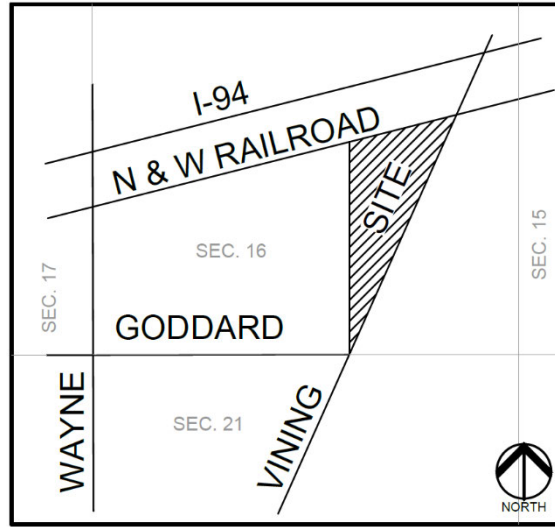 I-94
N & W RAILROAD
SITE
SEC. 16
SEC. 17
SEC. 15
GODDARD
WAYNE
SEC. 21
VINING
NORTH